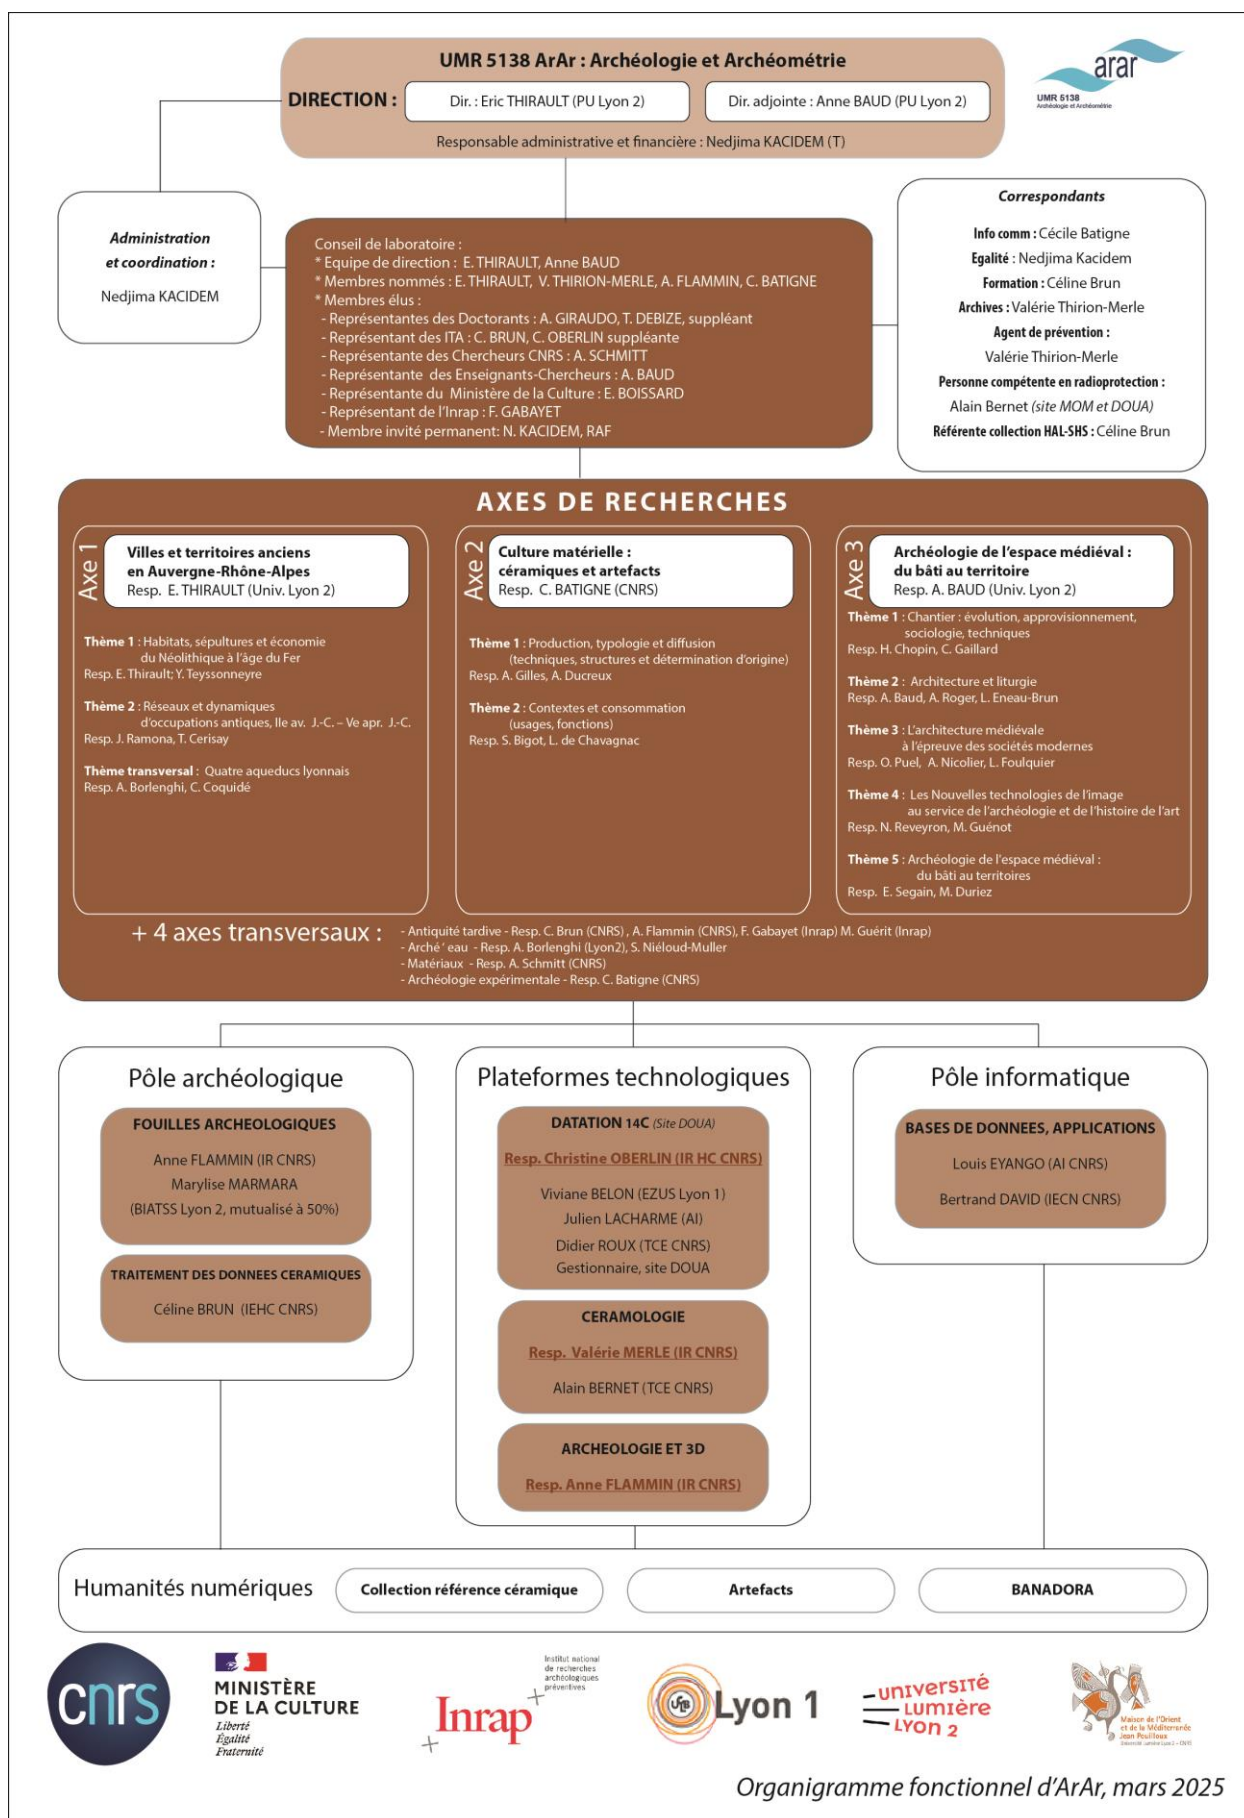 UMR 5138 ArAr : Archéologie et Archéométrie
DIRECTION :
Dir. : Eric THIRAULT (PU Lyon 2)
Dir. adjointe : Anne BAUD (PU Lyon 2)
Responsable administrative et financière : Nedjima KACIDEM (T)
arar
UMR 5138
Archéologie et Archéométrie
Administration
et coordination :
Nedjima KACIDEM
Conseil de laboratoire :
* Equipe de direction : E. THIRAULT, Anne BAUD
* Membres nommés : E. THIRAULT, V. THIRION-MERLE, A. FLAMMIN, C. BATIGNE
* Membres élus :
- Représentantes des Doctorants : A. GIRAUDO, T. DEBIZE, suppléant
- Représentant des ITA : C. BRUN, C. OBERLIN suppléante
- Représentante des Chercheurs CNRS : A. SCHMITT
- Représentante des Enseignants-Chercheurs : A. BAUD
- Représentante du Ministère de la Culture : E. BOISSARD
- Représentant de l'Inrap : F. GABAYET
- Membre invité permanent: N. KACIDEM, RAF
Correspondants
Info comm : Cécile Batigne
Egalité : Nedjima Kacidem
Formation : Céline Brun
Archives : Valérie Thirion-Merle
Agent de prévention :
Valérie Thirion-Merle
Personne compétente en radioprotection :
Alain Bernet (site MOM et DOUA)
Référente collection HAL-SHS : Céline Brun
AXES DE RECHERCHES
Axe 1
Villes et territoires anciens
en Auvergne-Rhône-Alpes
Resp. E. THIRAULT (Univ. Lyon 2)
Thème 1 : Habitats, sépultures et économie
du Néolithique à l'âge du Fer
Resp. E. Thirault; Y. Teyssonneyre
Thème 2 : Réseaux et dynamiques
d'occupations antiques, IIe av. J.-C. – Ve apr. J.-C.
Resp. J. Ramona, T. Cerisay
Thème transversal : Quatre aqueducs lyonnais
Resp. A. Borlenghi, C. Coquidé
Axe 2
Culture matérielle :
céramiques et artefacts
Resp. C. BATIGNE (CNRS)
Thème 1 : Production, typologie et diffusion
(techniques, structures et détermination d'origine)
Resp. A. Gilles, A. Ducreux
Thème 2 : Contextes et consommation
(usages, fonctions)
Resp. S. Bigot, L. de Chavagnac
Axe 3
Archéologie de l'espace médiéval :
du bâti au territoire
Resp. A. BAUD (Univ. Lyon 2)
Thème 1 : Chantier : évolution, approvisionnement,
sociologie, techniques
Resp. H. Chopin, C. Gaillard
Thème 2 : Architecture et liturgie
Resp. A. Baud, A. Roger, L. Eneau-Brun
Thème 3 : L'architecture médiévale
à l'épreuve des sociétés modernes
Resp. O. Puel, A. Nicolier, L. Foulquier
Thème 4 : Les Nouvelles technologies de l'image
au service de l'archéologie et de l'histoire de l'art
Resp. N. Reveyron, M. Guénot
Thème 5 : Archéologie de l'espace médiéval :
du bâti au territoires
Resp. E. Segain, M. Duriez
+ 4 axes transversaux :
- Antiquité tardive - Resp. C. Brun (CNRS) , A. Flammin (CNRS), F. Gabayet (Inrap) M. Guérit (Inrap)
- Arché ' eau - Resp. A. Borlenghi (Lyon2), S. Niéloud-Muller
- Matériaux - Resp. A. Schmitt (CNRS)
- Archéologie expérimentale - Resp. C. Batigne (CNRS)
Pôle archéologique
FOUILLES ARCHEOLOGIQUES
Anne FLAMMIN (IR CNRS)
Marylise MARMARA
(BIATSS Lyon 2, mutualisé à 50%)
TRAITEMENT DES DONNEES CERAMIQUES
Céline BRUN (IEHC CNRS)
Plateformes technologiques
DATATION 14C (Site DOUA)
Resp. Christine OBERLIN (IR HC CNRS)
Viviane BELON (EZUS Lyon 1)
Julien LACHARME (AI)
Didier ROUX (TCE CNRS)
Gestionnaire, site DOUA
CERAMOLOGIE
Resp. Valérie MERLE (IR CNRS)
Alain BERNET (TCE CNRS)
ARCHEOLOGIE ET 3D
Resp. Anne FLAMMIN (IR CNRS)
Pôle informatique
BASES DE DONNEES, APPLICATIONS
Louis EYANGO (AI CNRS)
Bertrand DAVID (IECN CNRS)
Humanités numériques
Collection référence céramique
Artefacts
BANADORA
cnrs
MINISTÈRE
DE LA CULTURE
Liberté
Égalité
Fraternité
Institut national
de recherches
archéologiques
préventives
Inrap
Lyon 1
UNIVERSITÉ
LUMIÈRE
LYON 2
Maison de l'Orient
et de la Méditerranée
Jean Pouilloux
Université Lumière Lyon 2 – CNRS
Organigramme fonctionnel d'ArAr, mars 2025